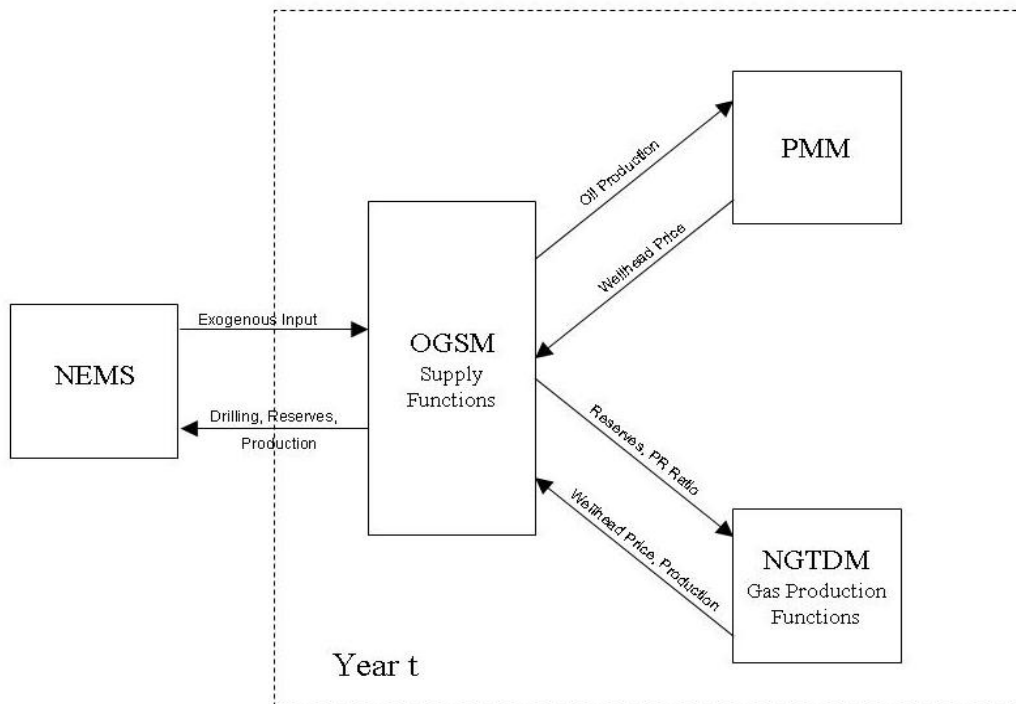 PMM
Oil Production
Wellhead Price
NEMS
Exogenous Input
Drilling, Reserves,
Production
OGSM
Supply
Functions
Reserves, PR Ratio
Wellhead Price, Production
NGTDM
Gas Production
Functions
Year t